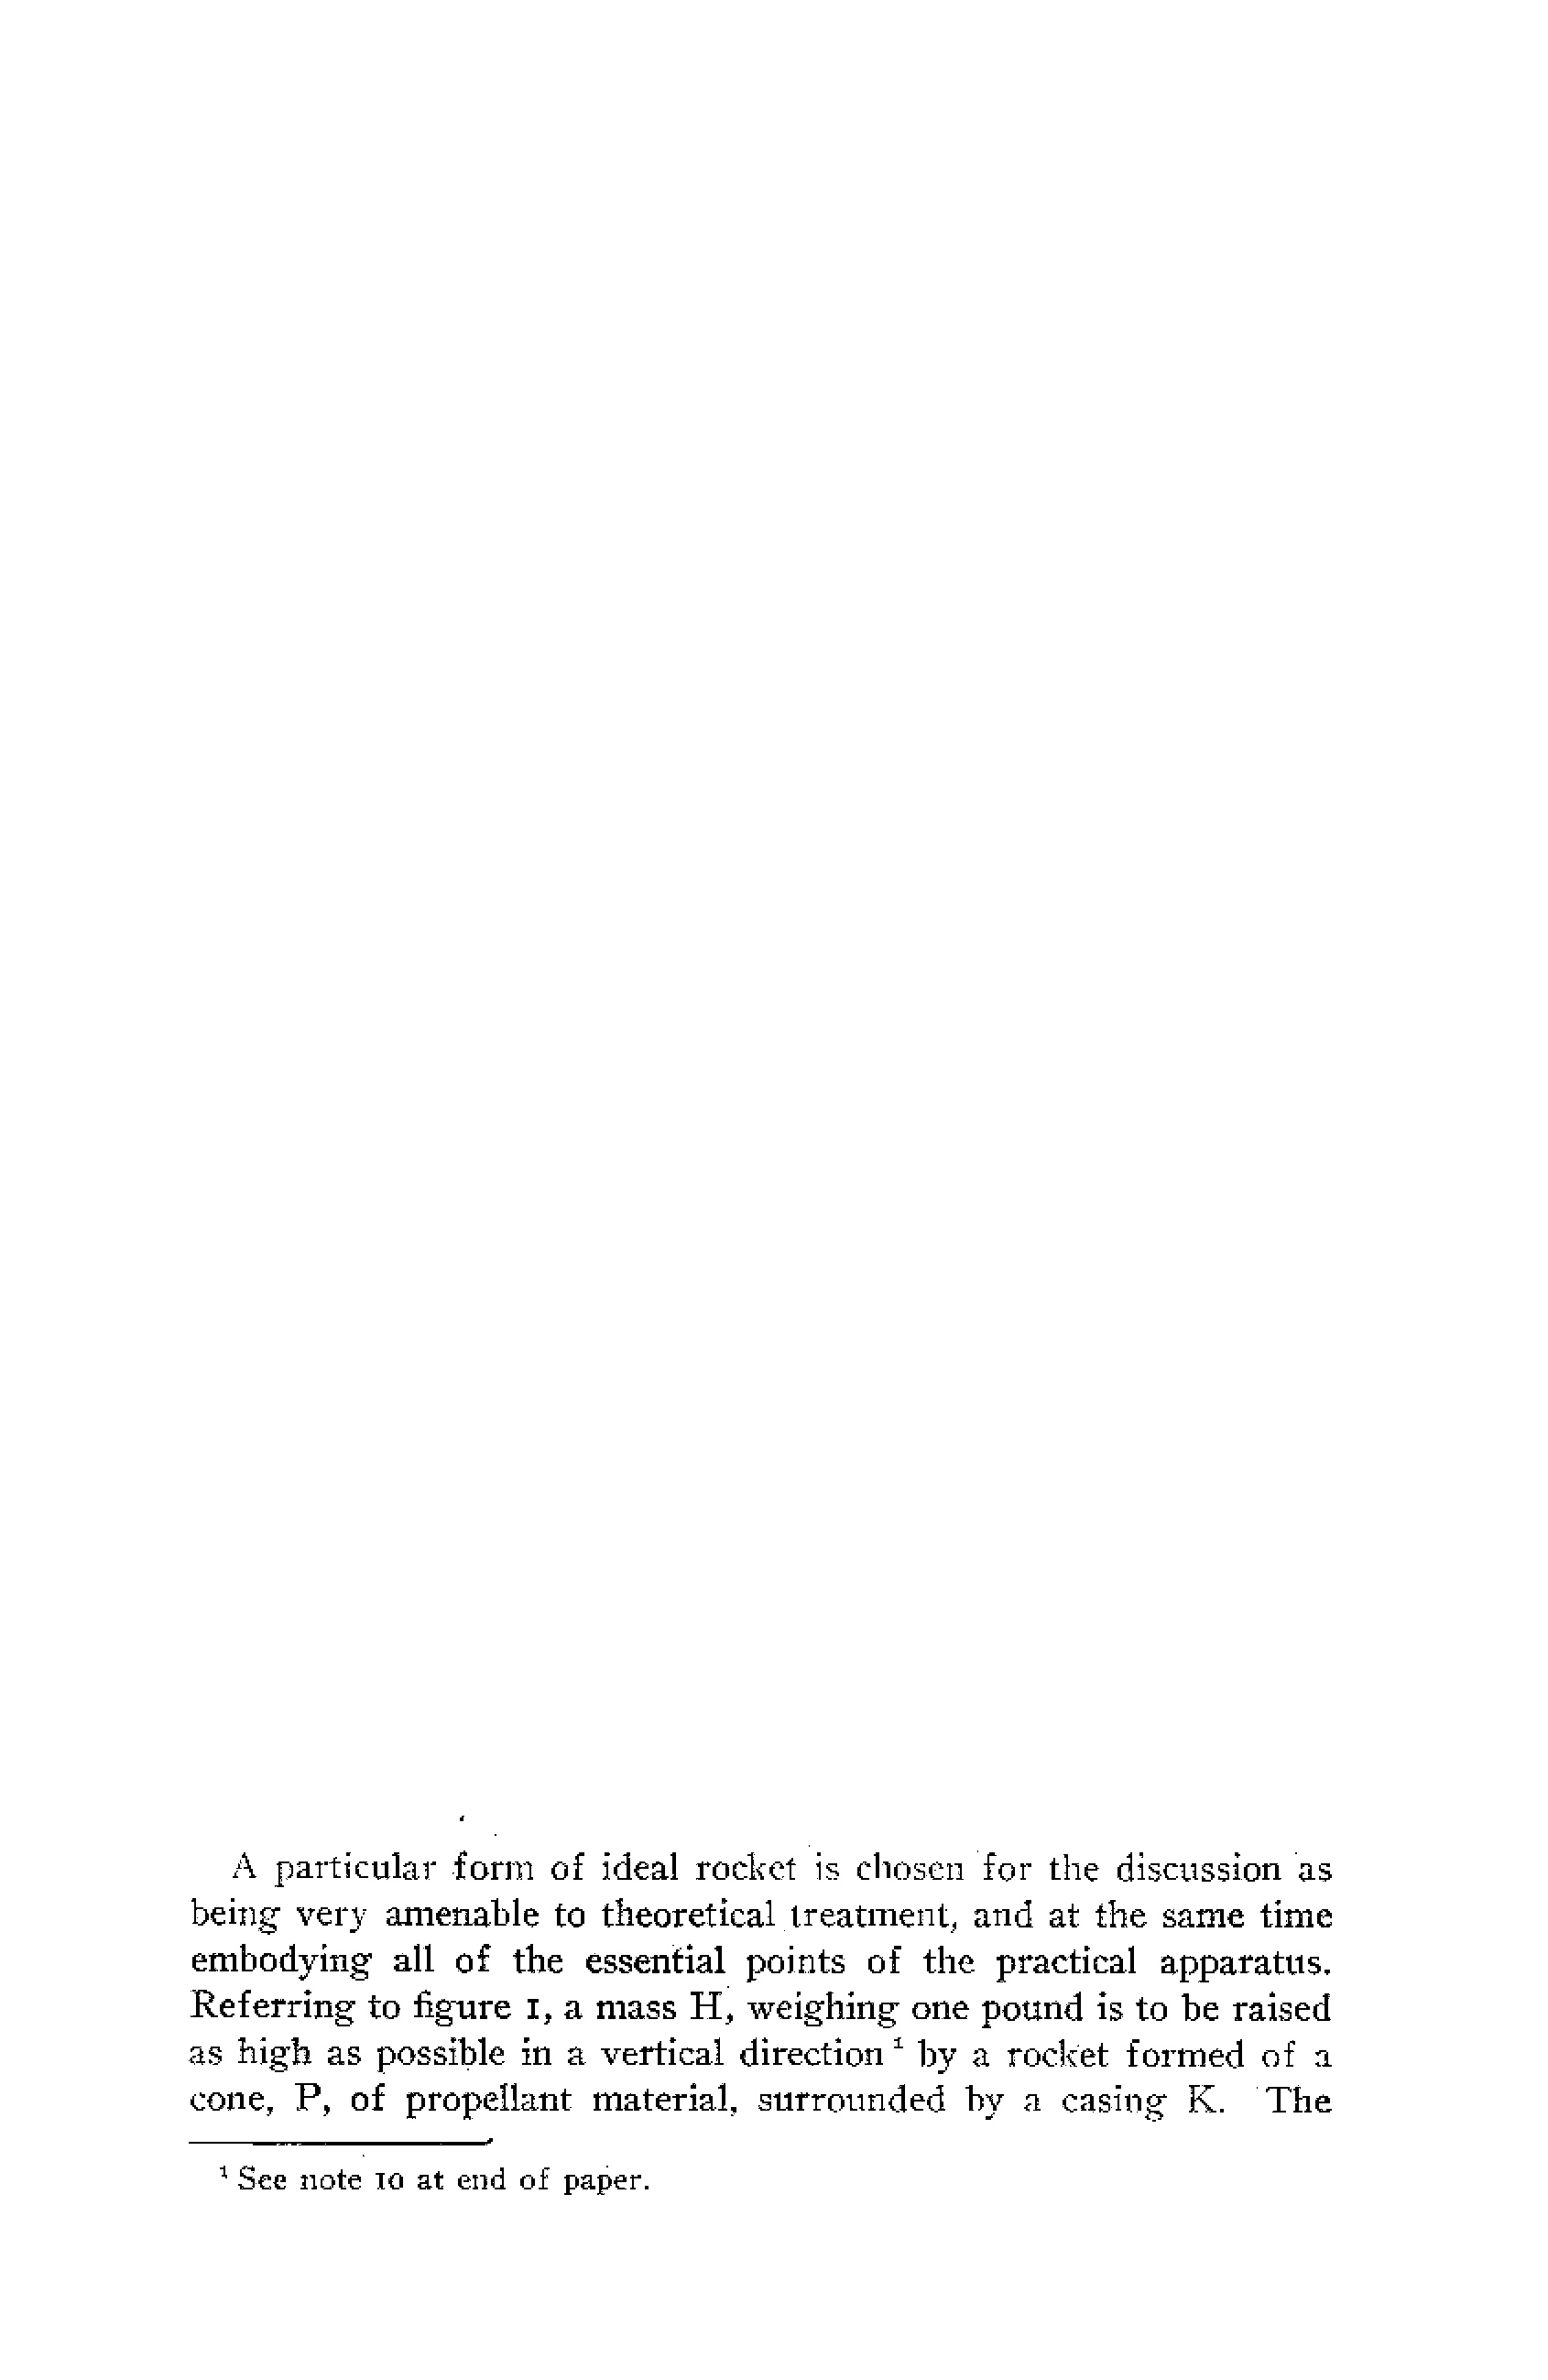 A particular form of ideal rocket is chosen for the discussion as
being very amenable to theoretical treatment, and at the same time
embodying all of the essential points of the practical apparatus.
Referring to figure 1, a mass H, weighing one pound is to be raised
as high as possible in a vertical direction ¹ by a rocket formed of a
cone, P, of propellant material, surrounded by a casing K. The
¹ See note 10 at end of paper.